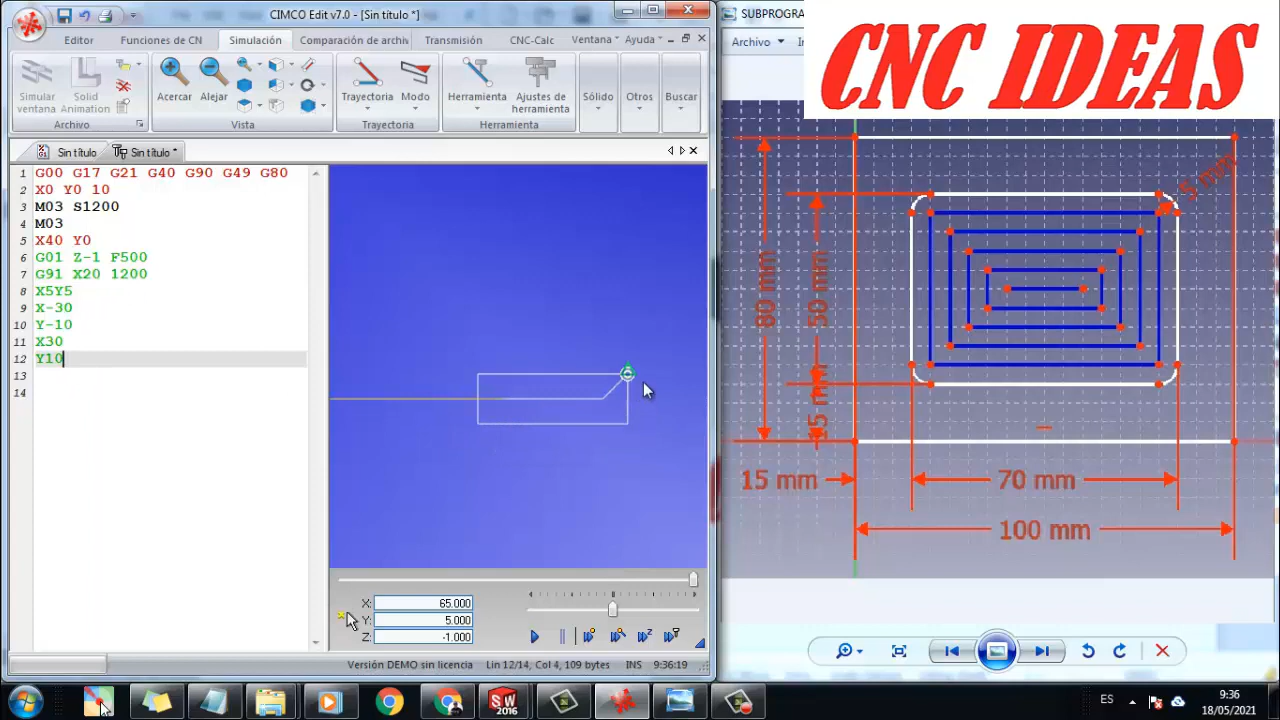 CIMCO Edit v7.0 - [Sin título *]
SUBPROGRA
Editor
Funciones de CN
Simulación
Comparación de archiv
Transmisión
CNC-Calc
Ventana
Ayuda
Archivo
CNC IDEAS
Simular ventana
Solid Animation
Acercar
Alejar
Trayectoria
Modo
Herramienta
Ajustes de herramienta
Sólido
Otros
Buscar
Archivo
Vista
Trayectoria
Herramienta
Sin título
Sin título *
1 G00 G17 G21 G40 G90 G49 G80
2 X0 Y0 10
3 M03 S1200
4 M03
5 X40 Y0
6 G01 Z-1 F500
7 G91 X20 1200
8 X5Y5
9 X-30
10 Y-10
11 X30
12 Y10
13
14
5 mm
80 mm
50 mm
15 mm
15 mm
70 mm
100 mm
X: 65.000
Y: 5.000
Z: -1.000
Versión DEMO sin licencia
Lin 12/14, Col 4, 109 bytes
INS
9:36:19
SW
2016
ES
9:36
18/05/2021